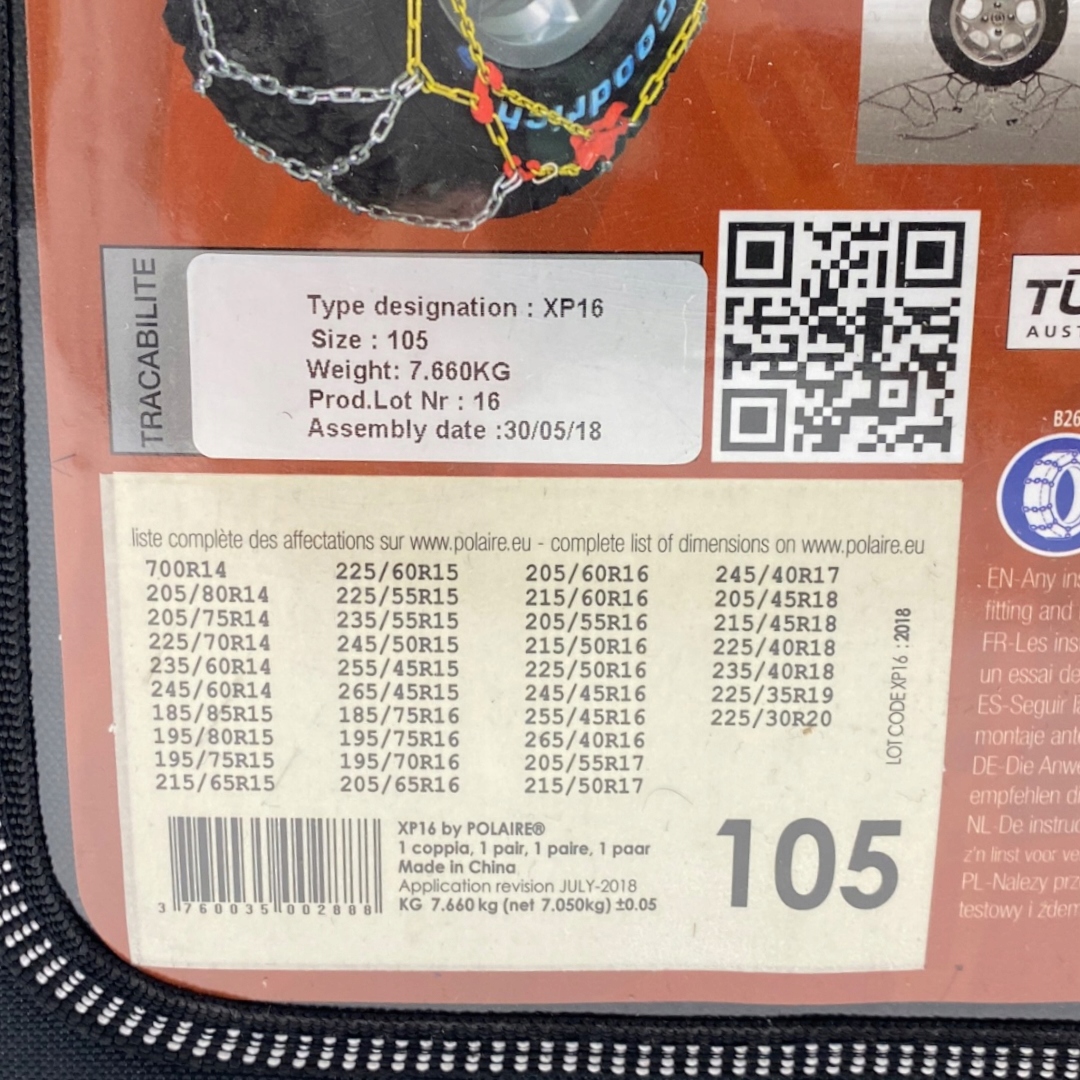 Goodrich
TRACABILITE
Type designation : XP16
Size : 105
Weight: 7.660KG
Prod.Lot Nr : 16
Assembly date :30/05/18
AUST
B26
liste complète des affectations sur www.polaire.eu - complete list of dimensions on www.polaire.eu
700R14 225/60R15 205/60R16 245/40R17
205/80R14 225/55R15 215/60R16 205/45R18
205/75R14 235/55R15 205/55R16 215/45R18
225/70R14 245/50R15 215/50R16 225/40R18
235/60R14 255/45R15 225/50R16 235/40R18
245/60R14 265/45R15 245/45R16 225/35R19
185/85R15 185/75R16 255/45R16 225/30R20
195/80R15 195/75R16 265/40R16
195/75R15 195/70R16 205/55R17
215/65R15 205/65R16 215/50R17
LOT CODE XP16 :2018
XP16 by POLAIRE®
1 coppia, 1 pair, 1 paire, 1 paar
Made in China
Application revision JULY-2018
KG 7.660kg (net 7.050kg) ±0.05
3 760035 002888
105
. EN-Any ins
fitting and
FR-Les ins
un essai de
ES-Seguir la
montaje ante
DE-Die Anwe
empfehlen di
NL-De instruc
z'n linst voor ve
PL-Nalezy prz
testowy i żdem